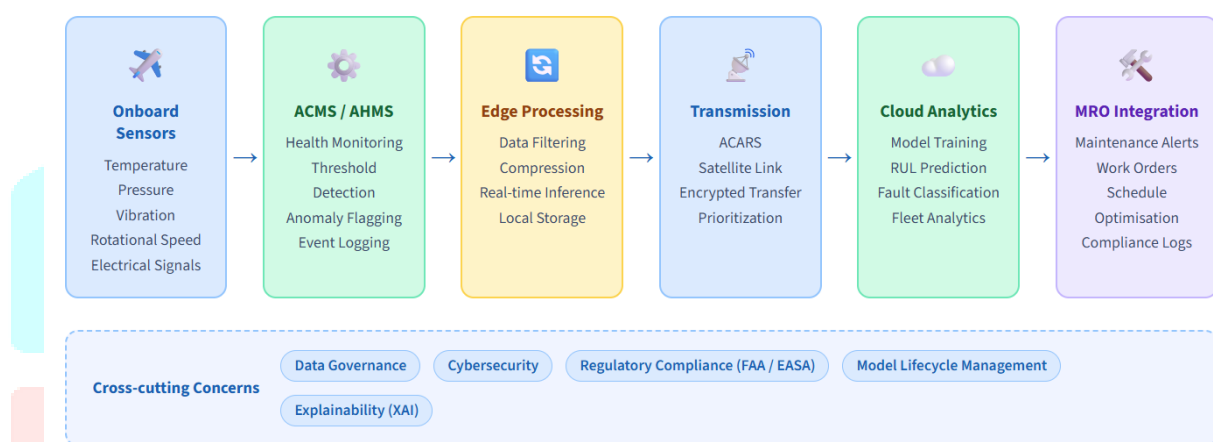 Onboard
Sensors
Temperature
Pressure
Vibration
Rotational Speed
Electrical Signals
→
ACMS / AHMS
Health Monitoring
Threshold
Detection
Anomaly Flagging
Event Logging
→
Edge Processing
Data Filtering
Compression
Real-time Inference
Local Storage
→
Transmission
ACARS
Satellite Link
Encrypted Transfer
Prioritization
→
Cloud Analytics
Model Training
RUL Prediction
Fault Classification
Fleet Analytics
→
MRO Integration
Maintenance Alerts
Work Orders
Schedule
Optimisation
Compliance Logs
Cross-cutting Concerns
Data Governance
Cybersecurity
Regulatory Compliance (FAA / EASA)
Model Lifecycle Management
Explainability (XAI)